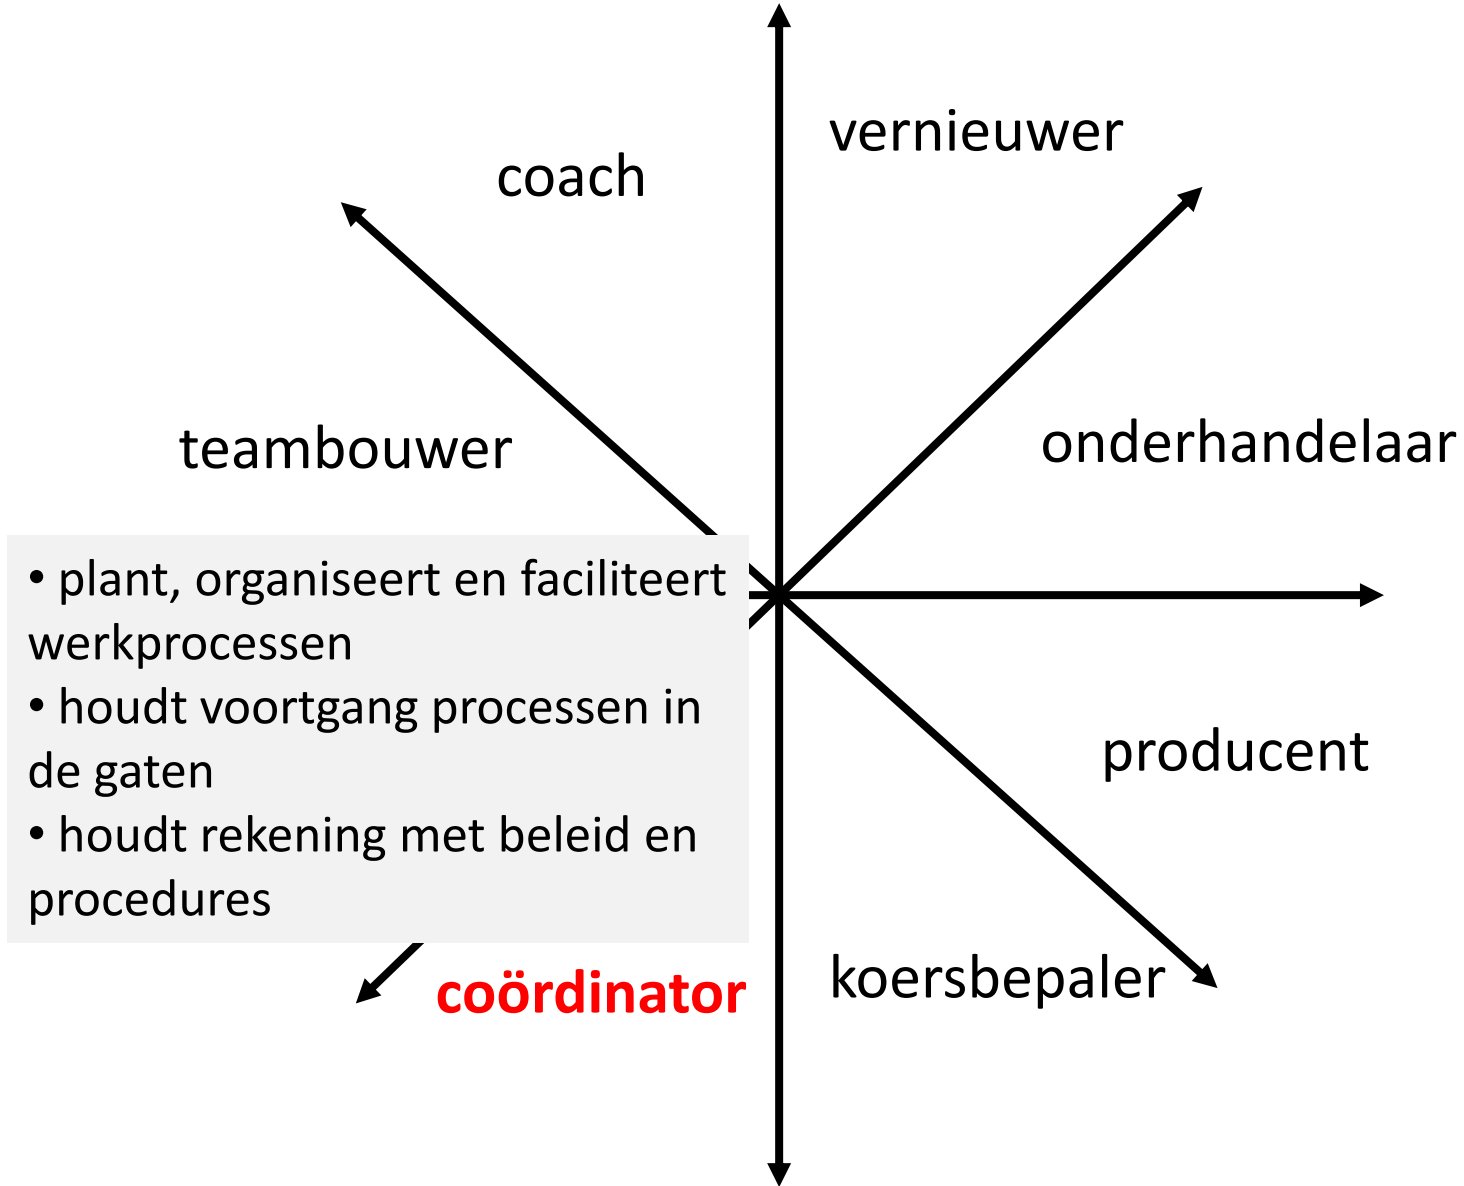 vernieuwer
coach
onderhandelaar
teambouwer
• plant, organiseert en faciliteert
werkprocessen
• houdt voortgang processen in
de gaten
• houdt rekening met beleid en
procedures
producent
coördinator
koersbepaler